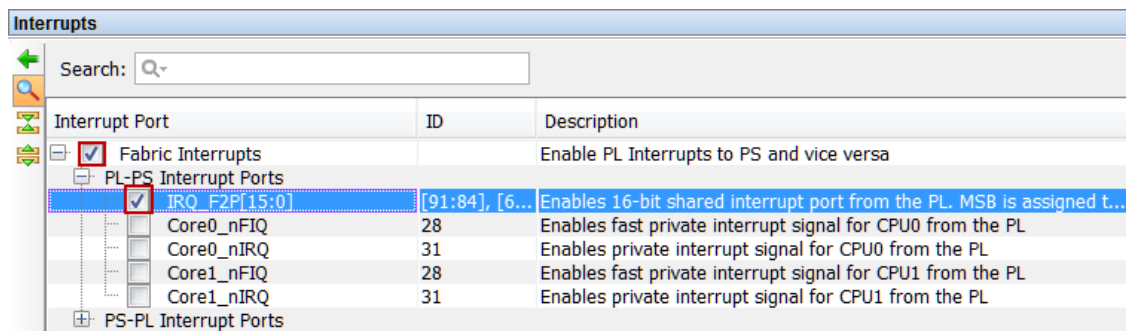 Interrupts
Search:
Interrupt Port ID Description
Fabric Interrupts Enable PL Interrupts to PS and vice versa
PL-PS Interrupt Ports
IRQ_F2P[15:0] [91:84], [6... Enables 16-bit shared interrupt port from the PL. MSB is assigned t...
Core0_nFIQ 28 Enables fast private interrupt signal for CPU0 from the PL
Core0_nIRQ 31 Enables private interrupt signal for CPU0 from the PL
Core1_nFIQ 28 Enables fast private interrupt signal for CPU1 from the PL
Core1_nIRQ 31 Enables private interrupt signal for CPU1 from the PL
PS-PL Interrupt Ports